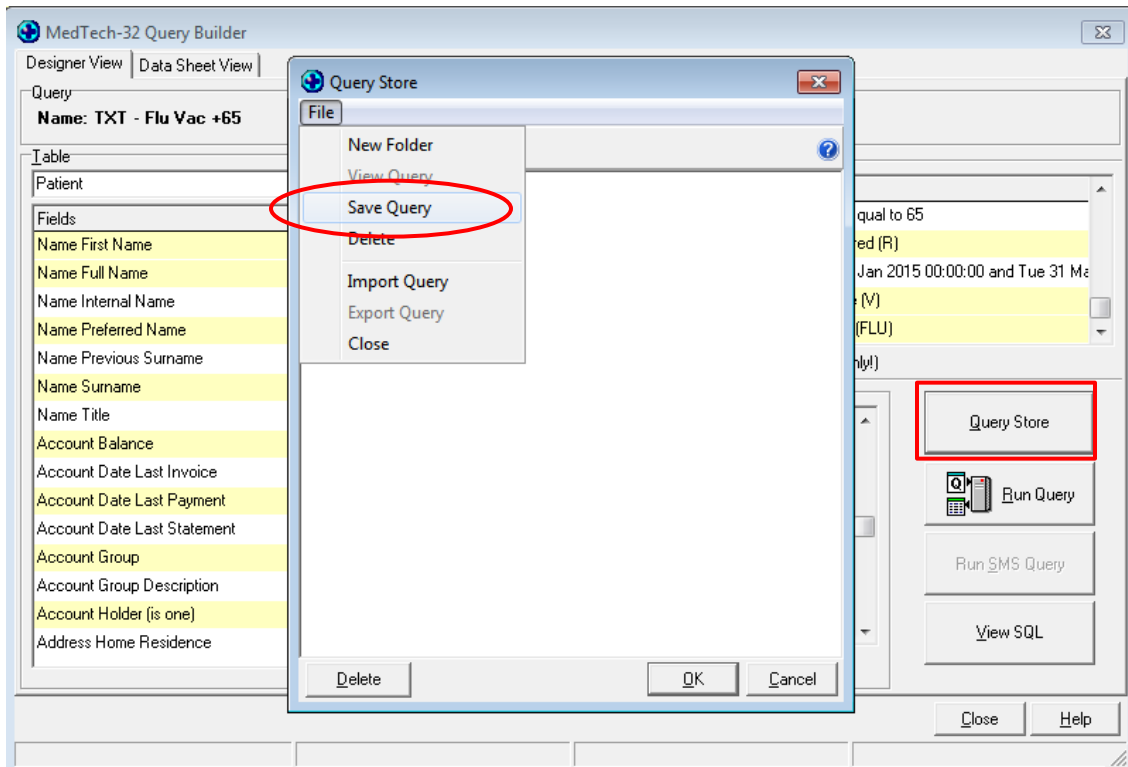 MedTech-32 Query Builder
Designer View
Data Sheet View
Query
Name: TXT - Flu Vac +65
Table
Patient
Fields
Name First Name
Name Full Name
Name Internal Name
Name Preferred Name
Name Previous Surname
Name Surname
Name Title
Account Balance
Account Date Last Invoice
Account Date Last Payment
Account Date Last Statement
Account Group
Account Group Description
Account Holder (is one)
Address Home Residence
Query Store
File
New Folder
View Query
Save Query
Delete
Import Query
Export Query
Close
Delete
OK
Cancel
qual to 65
red (R)
Jan 2015 00:00:00 and Tue 31 Ma
(V)
(FLU)
nly!)
Query Store
Run Query
Run SMS Query
View SQL
Close
Help